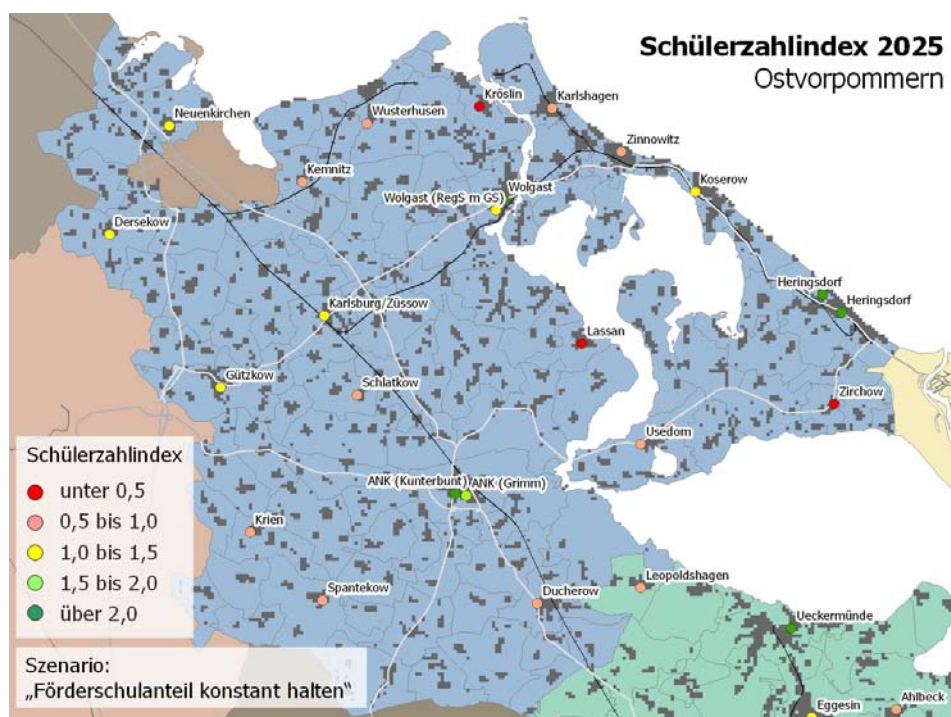 Schülerzahlindex 2025
Ostvorpommern
Neuenkirchen
Wusterhusen
Kröslin
Karlshagen
Zinnowitz
Kemnitz
Koserow
Wolgast
Wolgast (RegS m GS)
Dersekow
Heringsdorf
Heringsdorf
Karlsburg/Züssow
Lassan
Gützkow
Schlatkow
Zirchow
Usedom
ANK (Kunterbunt)
ANK (Grimm)
Krien
Spantekow
Ducherow
Leopoldshagen
Ueckermünde
Ahlbeck
Eggesin
Schülerzahlindex
unter 0,5
0,5 bis 1,0
1,0 bis 1,5
1,5 bis 2,0
über 2,0
Szenario:
„Förderschulanteil konstant halten“